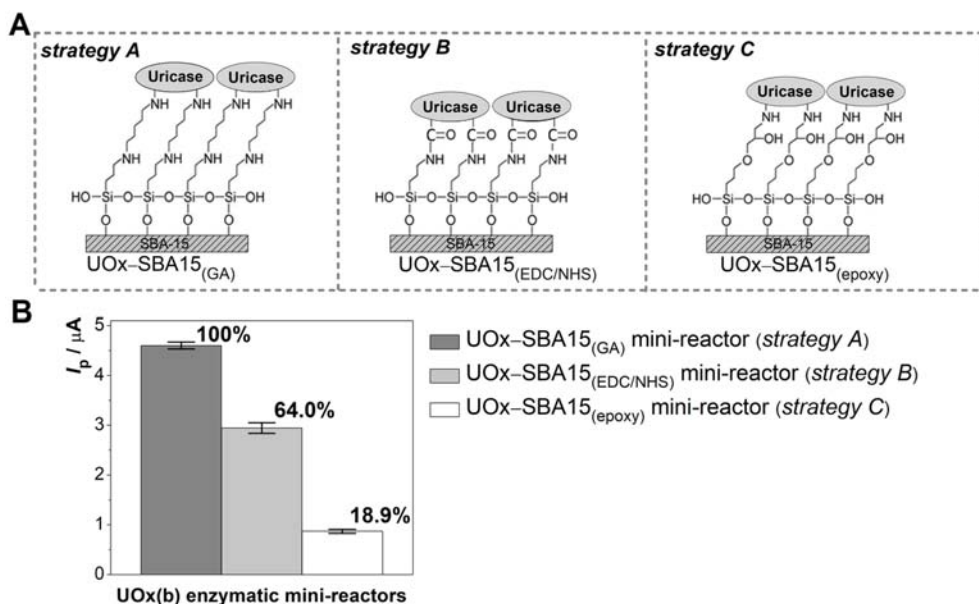 A
strategy A
strategy B
strategy C
Uricase Uricase
NH NH NH NH
NH NH NH NH
HO–Si–O–Si–O–Si–O–Si–OH
O O O O
SBA-15
UOx–SBA15(GA)
Uricase Uricase
C=O C=O C=O C=O
NH NH NH NH
HO–Si–O–Si–O–Si–O–Si–OH
O O O O
SBA-15
UOx–SBA15(EDC/NHS)
Uricase Uricase
NH NH NH NH
OH OH OH OH
O O O O
HO–Si–O–Si–O–Si–O–Si–OH
O O O O
SBA-15
UOx–SBA15(epoxy)
B
Ip / µA
5
4
3
2
1
0
100%
64.0%
18.9%
UOx(b) enzymatic mini-reactors
UOx–SBA15(GA) mini-reactor (strategy A)
UOx–SBA15(EDC/NHS) mini-reactor (strategy B)
UOx–SBA15(epoxy) mini-reactor (strategy C)